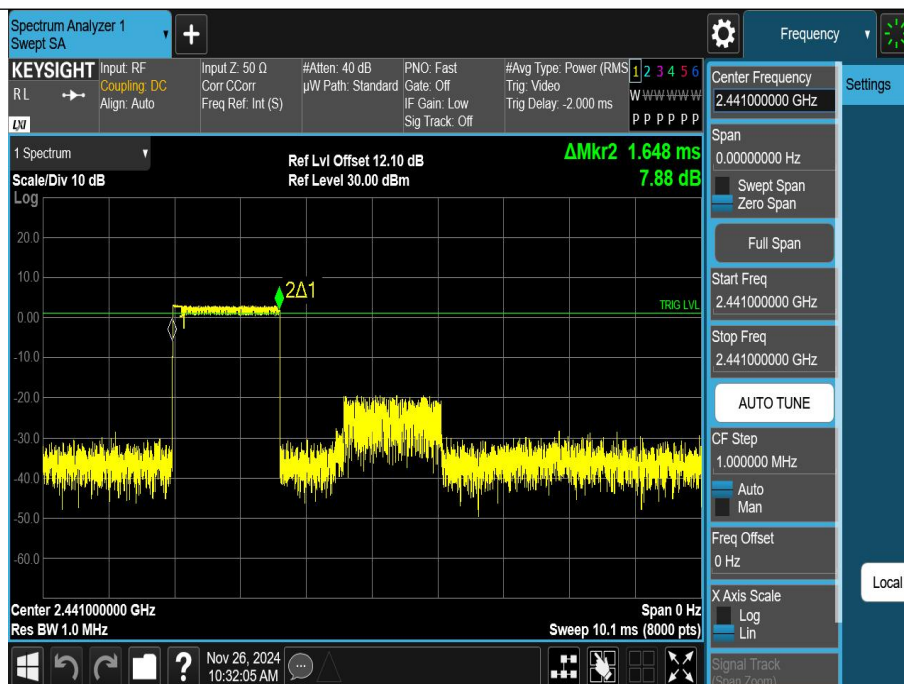 Spectrum Analyzer 1
Swept SA
+
Frequency
KEYSIGHT
RL
LXI
Input: RF
Coupling: DC
Align: Auto
Input Z: 50 Ω
Corr CCorr
Freq Ref: Int (S)
#Atten: 40 dB
µW Path: Standard
PNO: Fast
Gate: Off
IF Gain: Low
Sig Track: Off
#Avg Type: Power (RMS
Trig: Video
Trig Delay: -2.000 ms
1 2 3 4 5 6
W W W W W W
P P P P P P
1 Spectrum
Scale/Div 10 dB
Log
Ref Lvl Offset 12.10 dB
Ref Level 30.00 dBm
ΔMkr2 1.648 ms
7.88 dB
20.0
10.0
0.00
-10.0
-20.0
-30.0
-40.0
-50.0
-60.0
2Δ1
TRIG LVL
Center 2.441000000 GHz
Res BW 1.0 MHz
Span 0 Hz
Sweep 10.1 ms (8000 pts)
Center Frequency
2.441000000 GHz
Span
0.00000000 Hz
Swept Span
Zero Span
Full Span
Start Freq
2.441000000 GHz
Stop Freq
2.441000000 GHz
AUTO TUNE
CF Step
1.000000 MHz
Auto
Man
Freq Offset
0 Hz
X Axis Scale
Log
Lin
Signal Track
(Span Zoom)
Settings
Local
?
Nov 26, 2024
10:32:05 AM